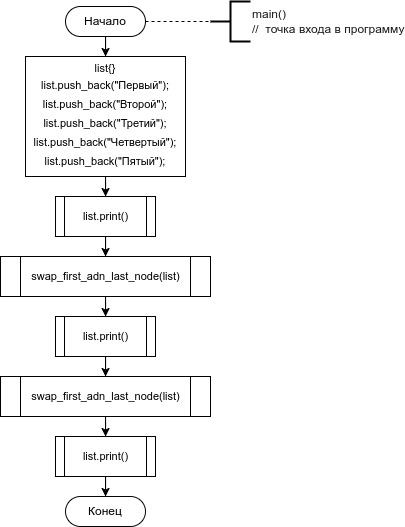 Начало
main()
// точка входа в программу
list{}
list.push_back("Первый");
list.push_back("Второй");
list.push_back("Третий");
list.push_back("Четвертый");
list.push_back("Пятый");
list.print()
swap_first_adn_last_node(list)
list.print()
swap_first_adn_last_node(list)
list.print()
Конец